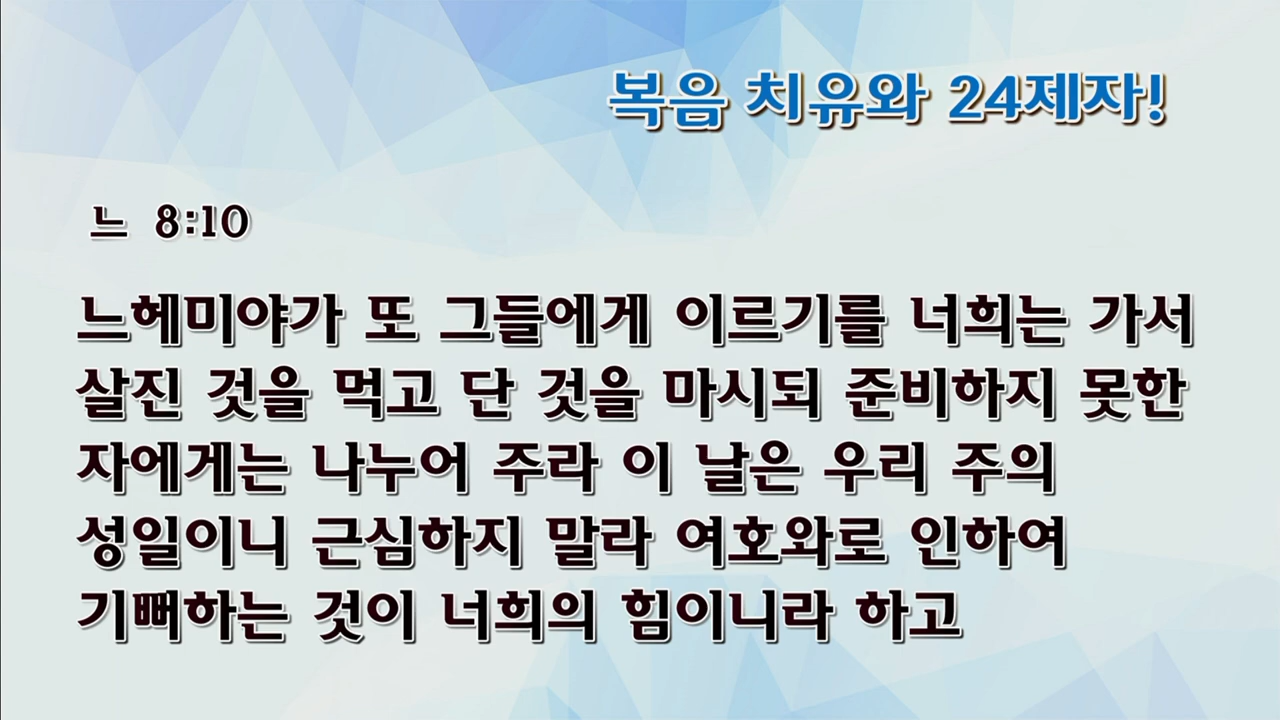 복음 치유와 24제자!
느 8:10
느헤미야가 또 그들에게 이르기를 너희는 가서
살진 것을 먹고 단 것을 마시되 준비하지 못한
자에게는 나누어 주라 이 날은 우리 주의
성일이니 근심하지 말라 여호와로 인하여
기뻐하는 것이 너희의 힘이니라 하고